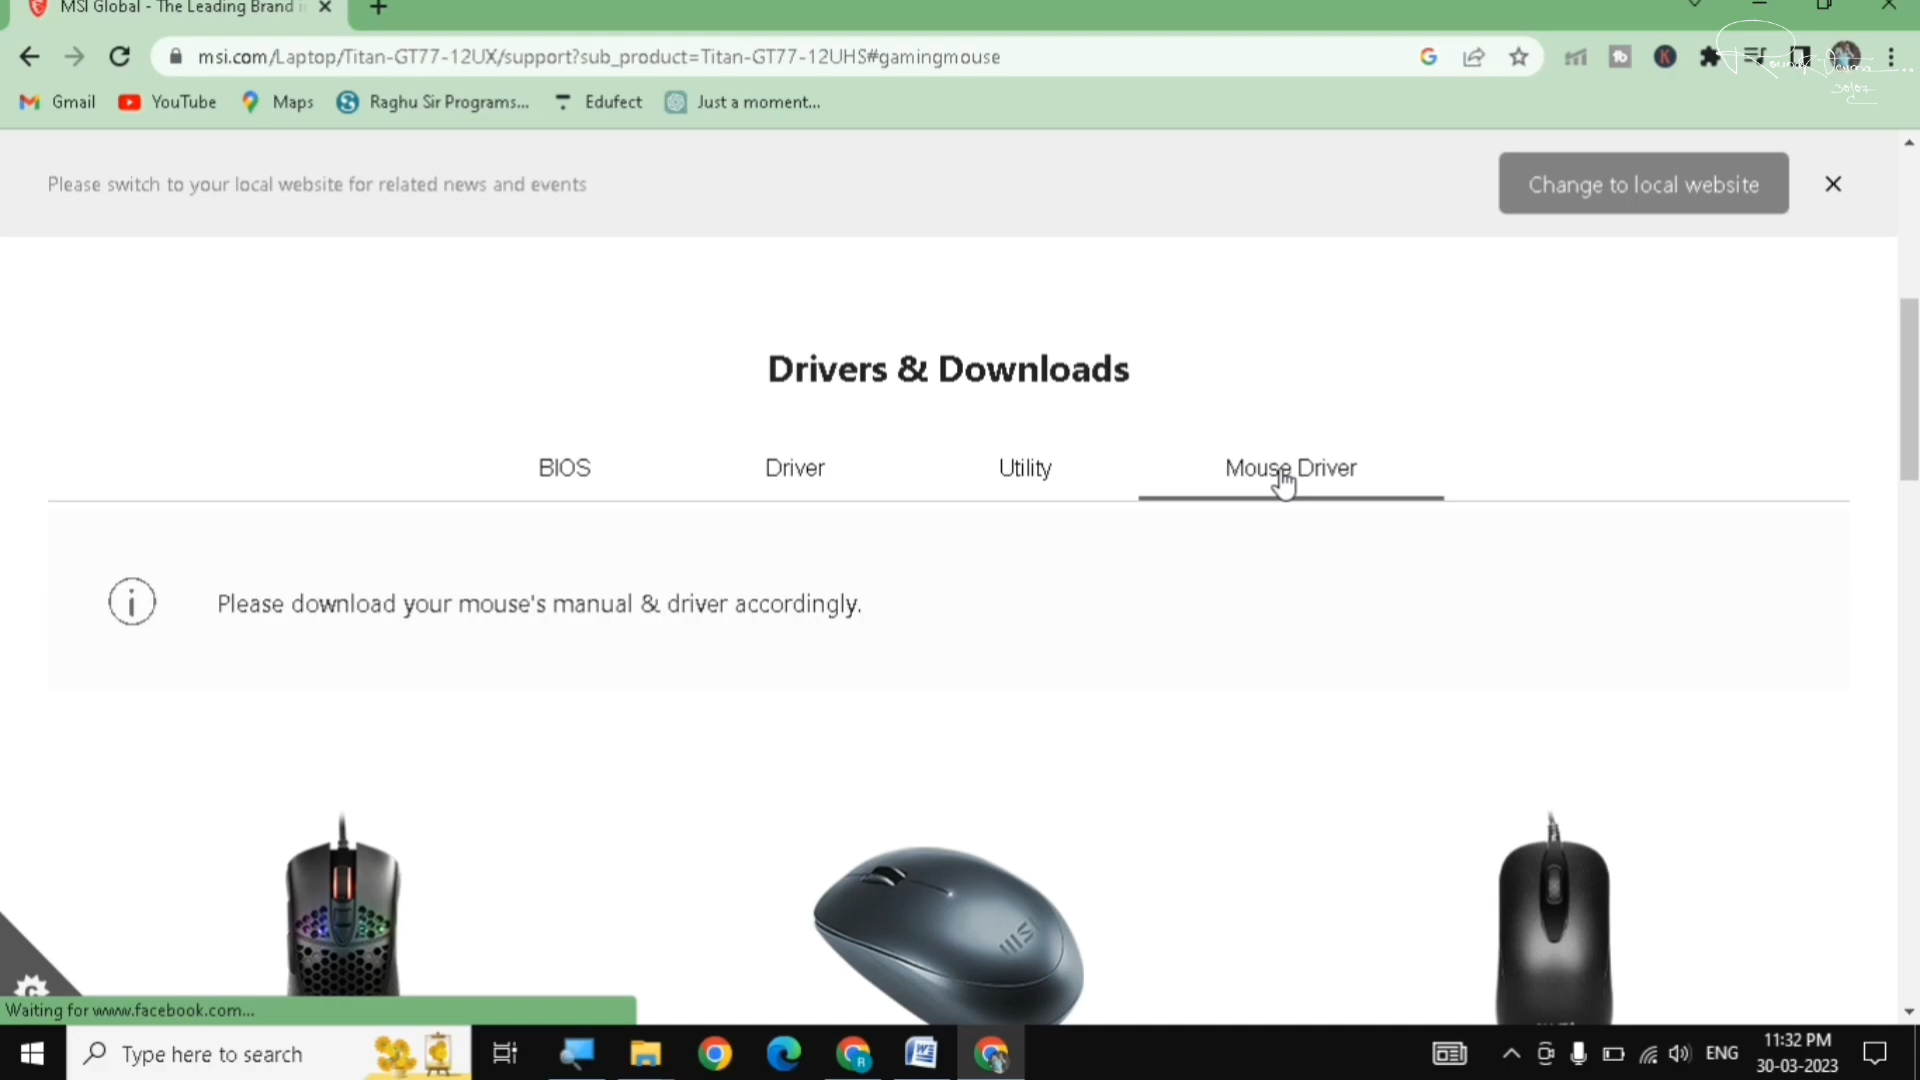 MSI Global - The Leading Brand i
msi.com/Laptop/Titan-GT77-12UX/support?sub_product=Titan-GT77-12UHS#gamingmouse
Gmail YouTube Maps Raghu Sir Programs... Edufect Just a moment...
30/07
Please switch to your local website for related news and events
Change to local website
Drivers & Downloads
BIOS Driver Utility Mouse Driver
Please download your mouse's manual & driver accordingly.
Waiting for www.facebook.com...
Type here to search
ENG
11:32 PM
30-03-2023